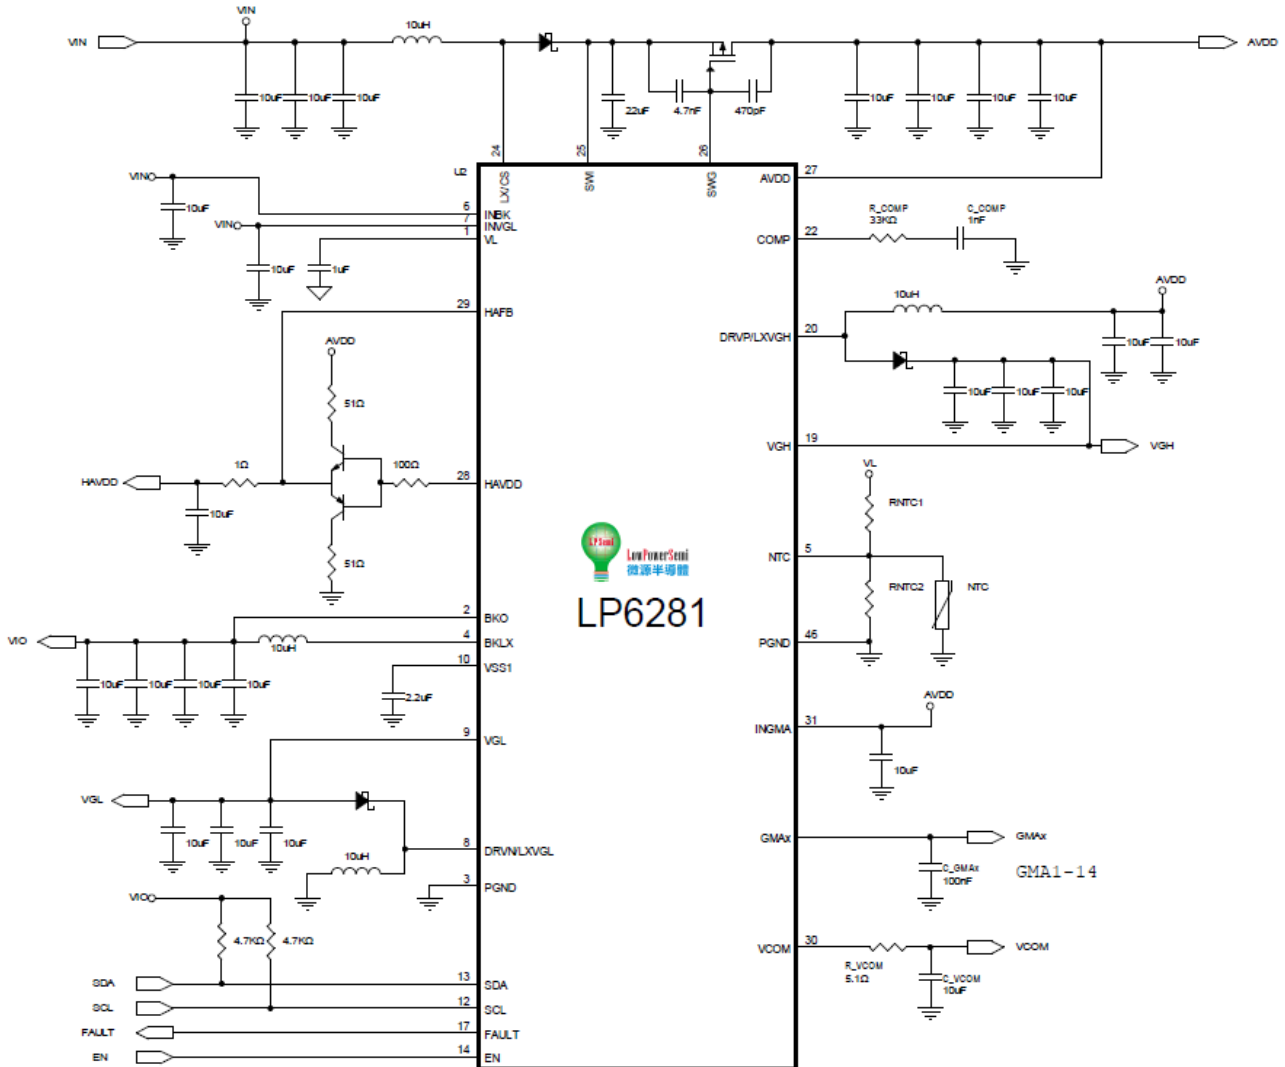 VIN
VIN
10uH
AVDD
10uF
10uF
10uF
22uF
4.7nF
470pF
10uF
10uF
10uF
10uF
24
25
26
U2
LX/CS
SWI
SWG
AVDD
27
VIN
10uF
6
INBK
VIN
7
INVGL
1
VL
10uF
1uF
R_COMP
33KΩ
C_COMP
1nF
COMP
22
29
HAFB
AVDD
51Ω
10uH
AVDD
DRVP/LXVGH
20
10uF
10uF
10uF
10uF
10uF
VGH
19
VGH
HAVDD
1Ω
100Ω
28
HAVDD
10uF
51Ω
VL
RNTC1
NTC
5
RNTC2
NTC
PGND
46
LPSemi
LowPowerSemi
微源半導體
LP6281
2
BKO
VIO
10uH
4
BKLX
10
VSS1
10uF
10uF
10uF
10uF
2.2uF
AVDD
INGMA
31
10uF
9
VGL
VGL
10uF
10uF
10uF
10uH
8
DRVN/LXVGL
3
PGND
GMAx
GMAx
C_GMAx
100nF
GMA1-14
VIO
4.7KΩ
4.7KΩ
VCOM
30
R_VCOM
5.1Ω
VCOM
C_VCOM
10uF
SDA
13
SDA
SCL
12
SCL
FAULT
17
FAULT
EN
14
EN